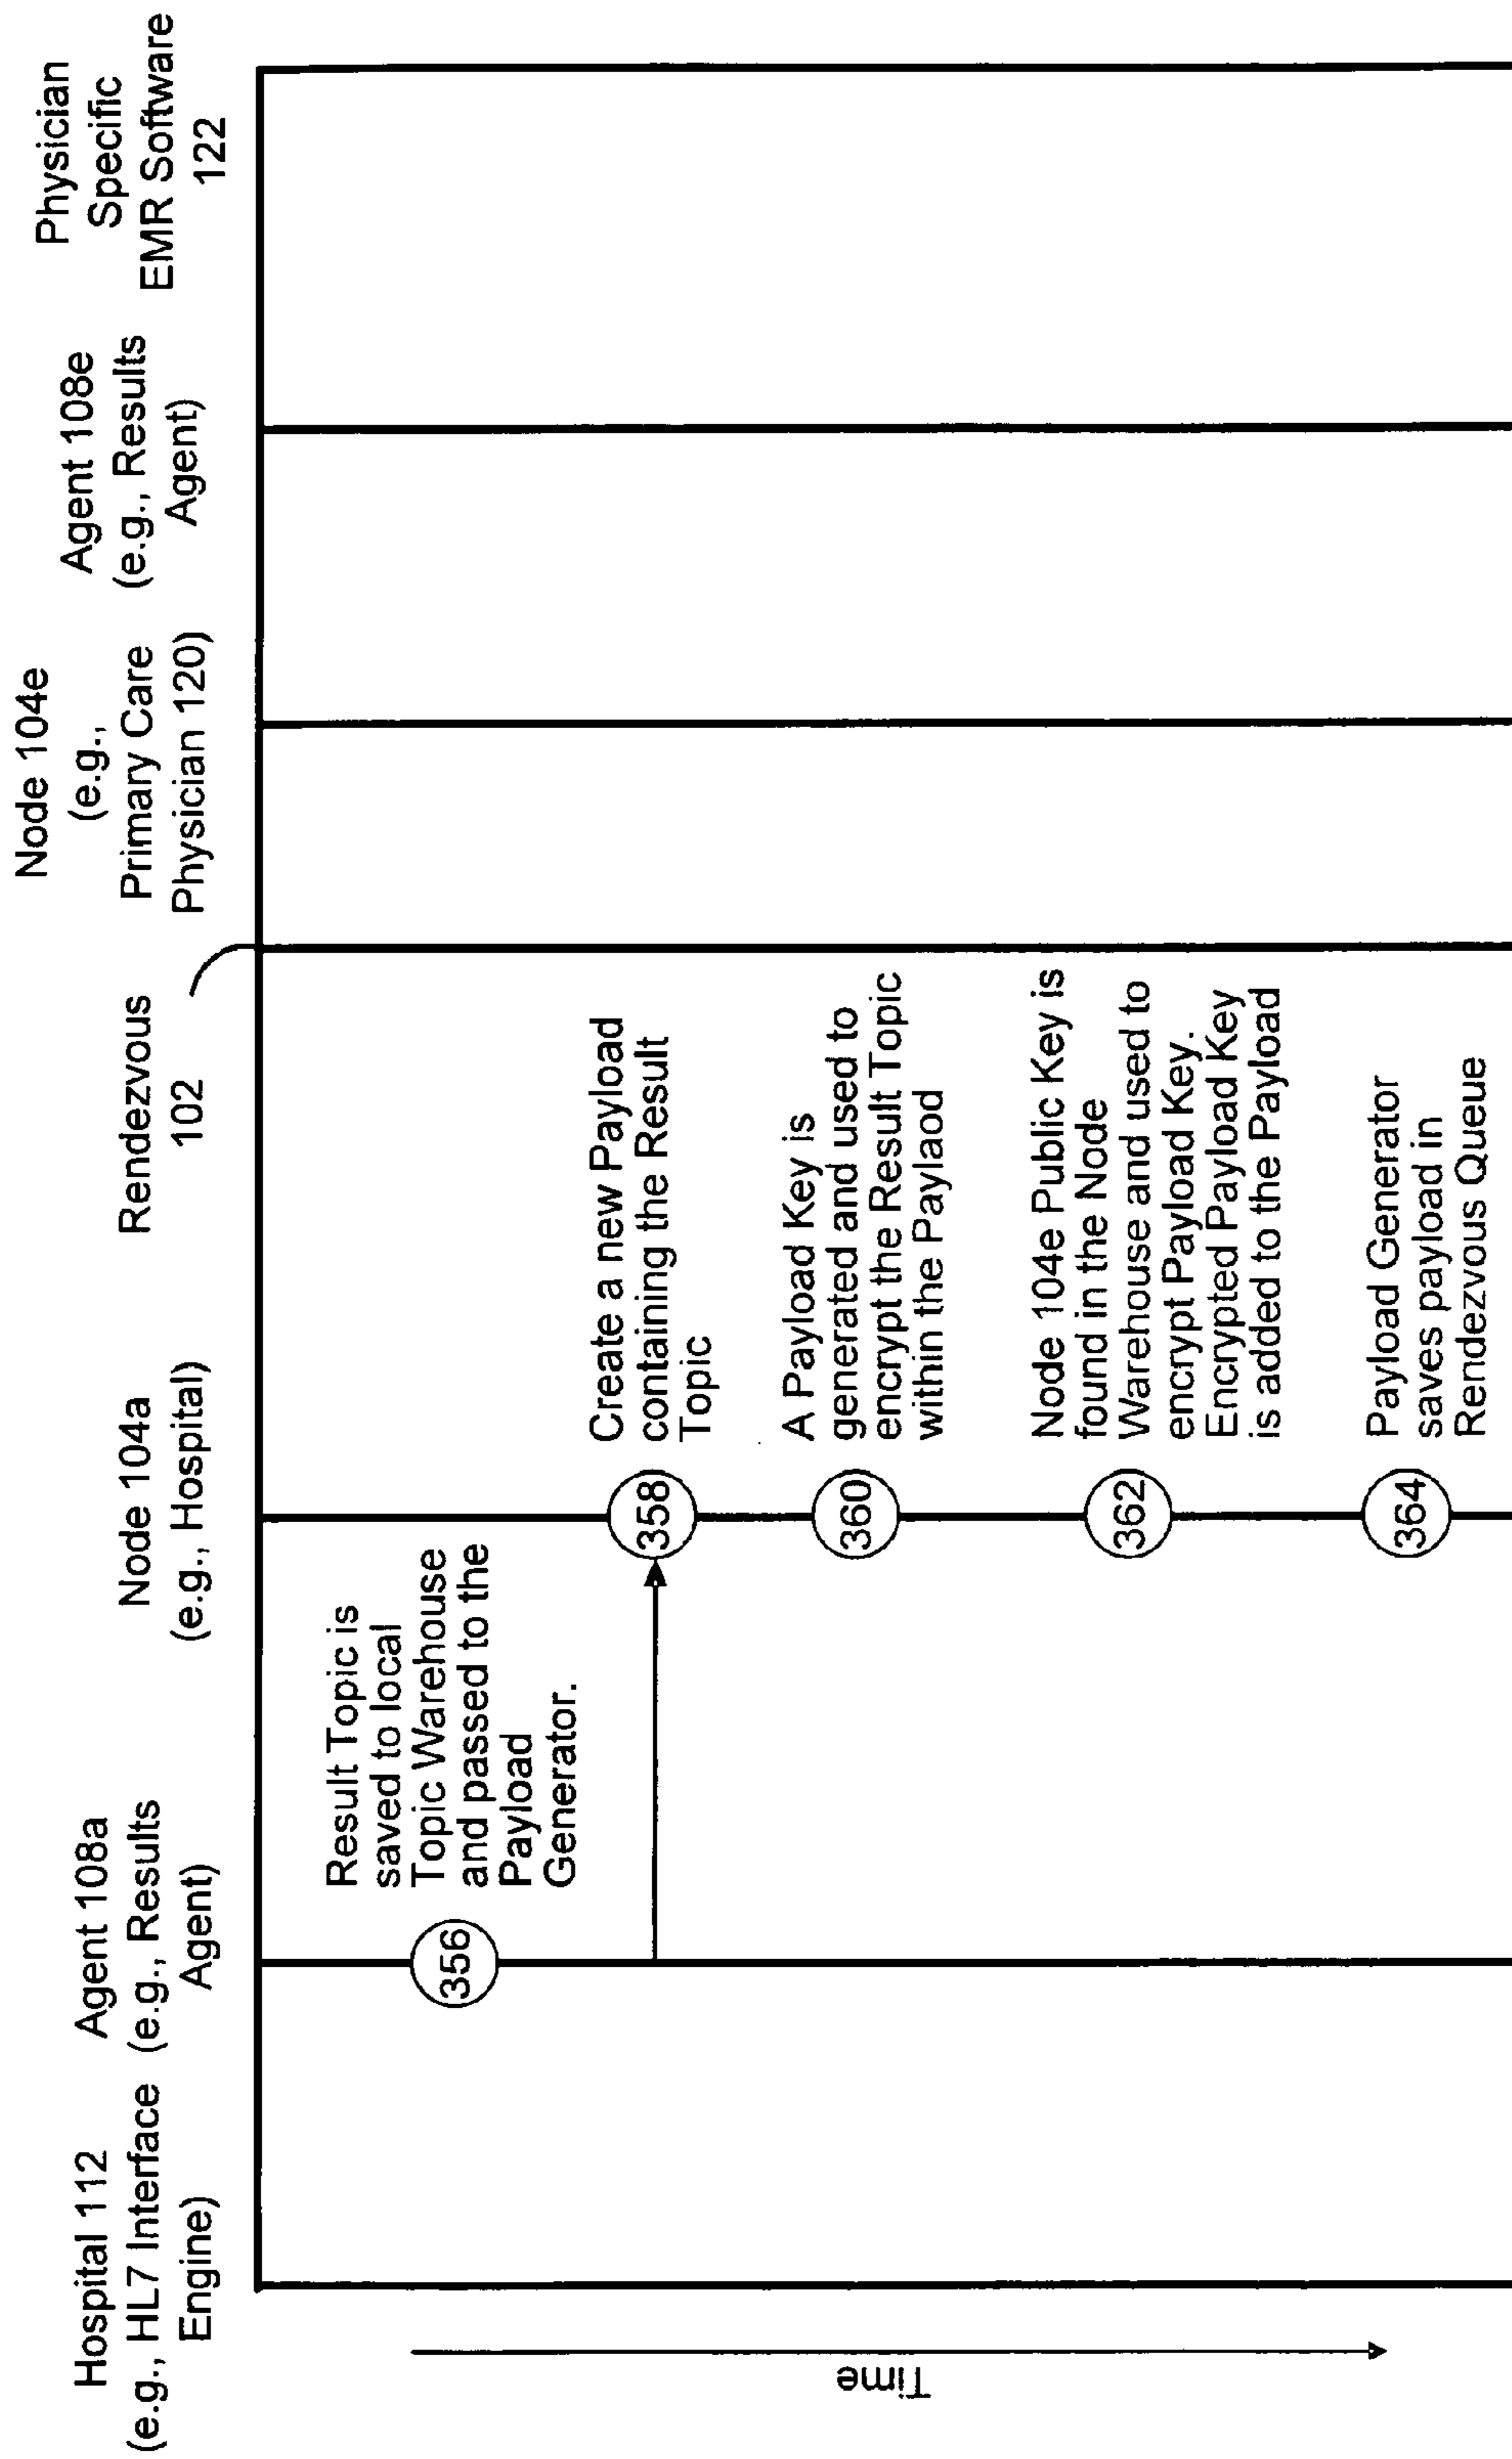 Hospital 112
(e.g., HL7 Interface
Engine)
Agent 108a
(e.g., Results
Agent)
Node 104a
(e.g., Hospital)
Rendezvous
102
Node 104e
(e.g.,
Primary Care
Physician 120)
Agent 108e
(e.g., Results
Agent)
Physician
Specific
EMR Software
122
Time
356
Result Topic is
saved to local
Topic Warehouse
and passed to the
Payload
Generator.
358
Create a new Payload
containing the Result
Topic
360
A Payload Key is
generated and used to
encrypt the Result Topic
within the Paylaod
362
Node 104e Public Key is
found in the Node
Warehouse and used to
encrypt Payload Key.
Encrypted Payload Key
is added to the Payload
364
Payload Generator
saves payload in
Rendezvous Queue